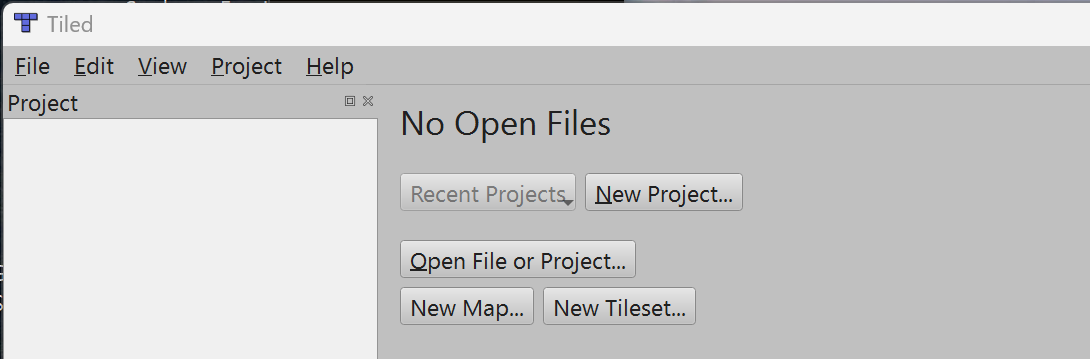 Tiled
File Edit View Project Help
Project
No Open Files
Recent Projects New Project...
Open File or Project...
New Map... New Tileset...